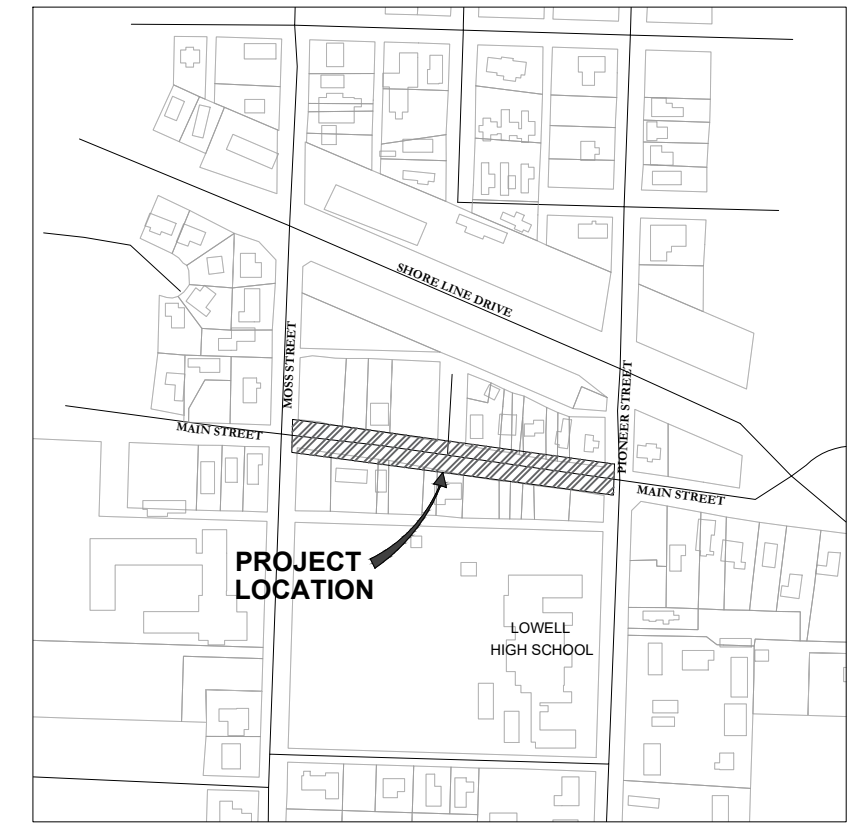 SHORE LINE DRIVE
MOSS STREET
PIONEER STREET
MAIN STREET
MAIN STREET
PROJECT
LOCATION
LOWELL
HIGH SCHOOL